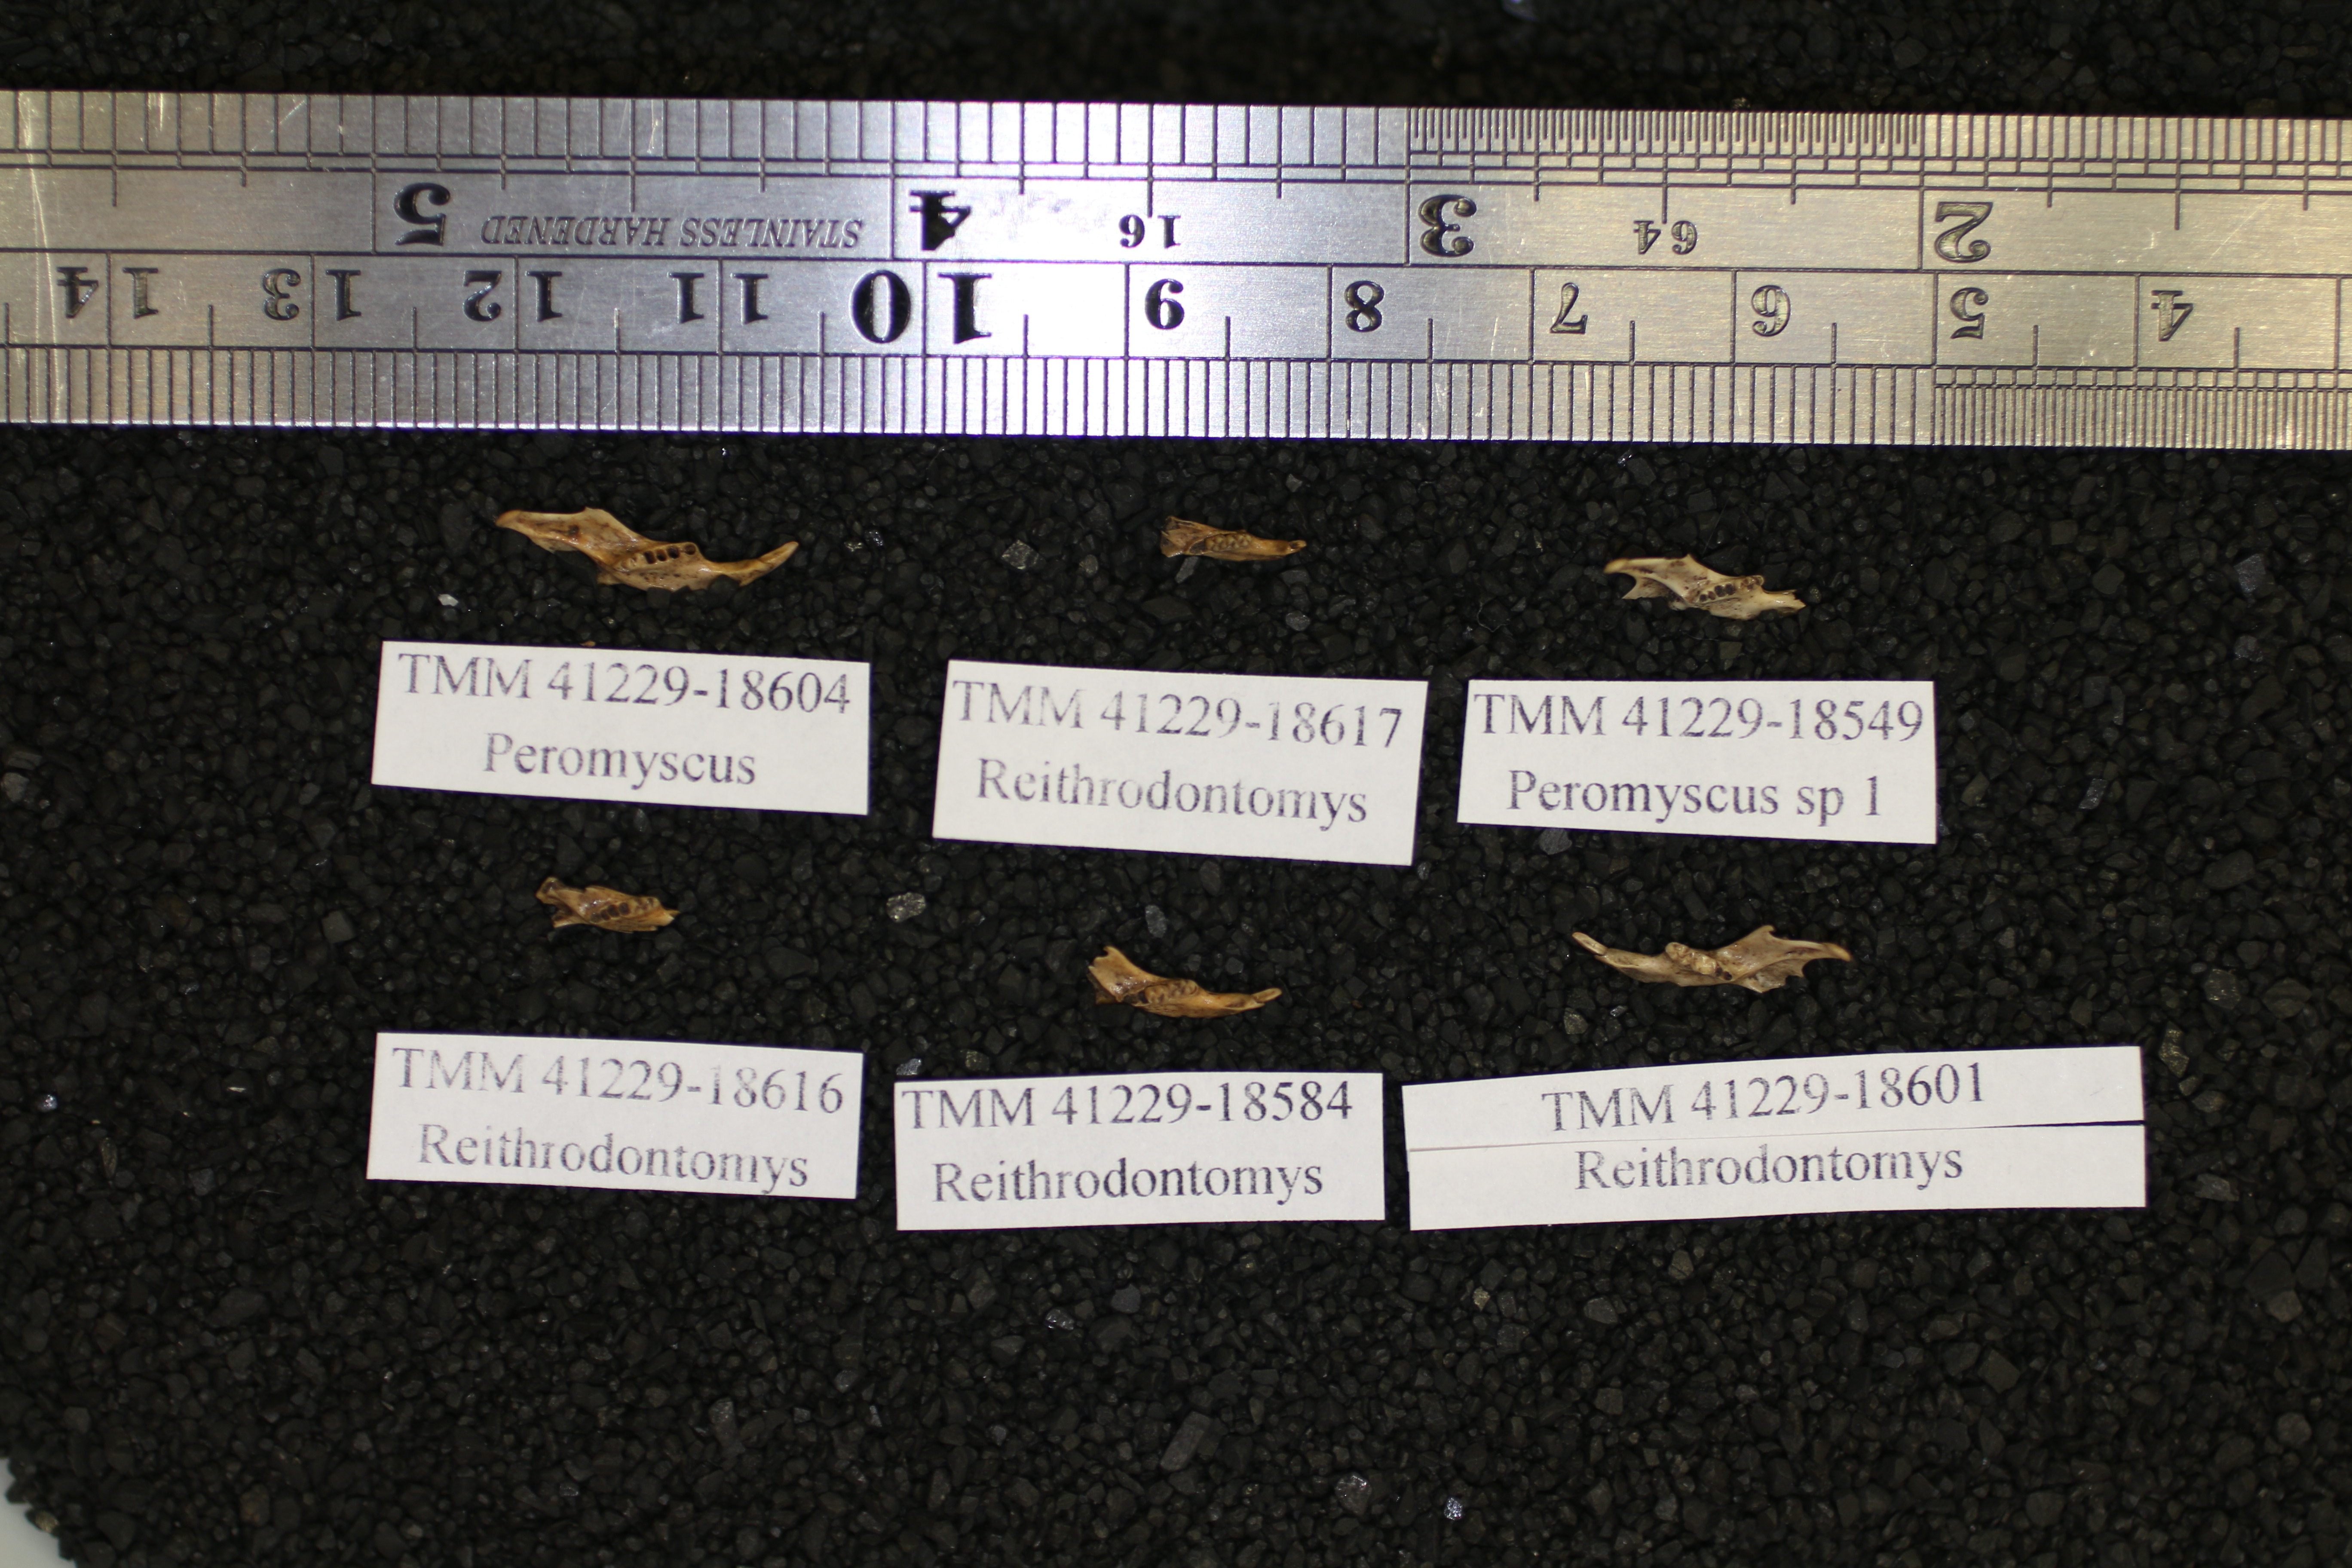 5 STAINLESS HARDENED 4 16 3 64 2
14 13 12 11 10 9 8 7 6 5 4
TMM 41229-18604
Peromyscus
TMM 41229-18617
Reithrodontomys
TMM 41229-18549
Peromyscus sp 1
TMM 41229-18616
Reithrodontomys
TMM 41229-18584
Reithrodontomys
TMM 41229-18601
Reithrodontomys